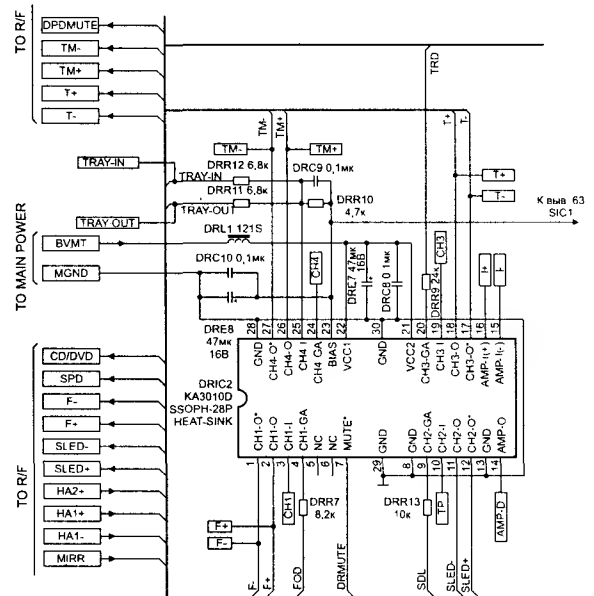 TO R/F
DPDMUTE
TM-
TM+
T+
T-
TRD
TM-
TM+
T+
T-
TM-
TM+
TRAY-IN
TRAY-IN
DRR12 6,8к
DRC9 0,1мк
T+
T-
DRR11 6,8к
TRAY-OUT
TRAY-OUT
DRR10
4,7к
К выв 63
SIC1
TO MAIN POWER
BVMT
MGND
DRL1 121S
DRC10 0,1мк
CH4
DRE7 47мк
16В
DRC8 0 1мк
DRR9 24к
CH3
I+
I-
DRE8
47мк
16В
28 27 26 25 24 23 22 30 21 20 19 18 17 16 15
GND
CH4-O*
CH4-O
CH4 I
CH4 GA
BIAS
VCC1
GND
VCC2
CH3-GA
CH3 I
CH3-O
CH3-O*
AMP-I(+)
AMP-I(-)
DRIC2
KA3010D
SSOPH-28P
HEAT-SINK
CH1-O*
CH1-O
CH1-I
CH1-GA
NC
NC
MUTE*
GND
GND
CH2-GA
CH2-I
CH2-O
CH2-O*
GND
AMP-O
1 2 3 4 5 6 7 29 8 9 10 11 12 13 14
TO R/F
CD/DVD
SPD
F-
F+
SLED-
SLED+
HA2+
HA1+
HA1-
MIRR
CH1
DRR7
8,2к
DRR13
10к
TP
AMP-D
F+
F-
F-
F+
FOD
DRMUTE
SDL
SLED-
SLED+